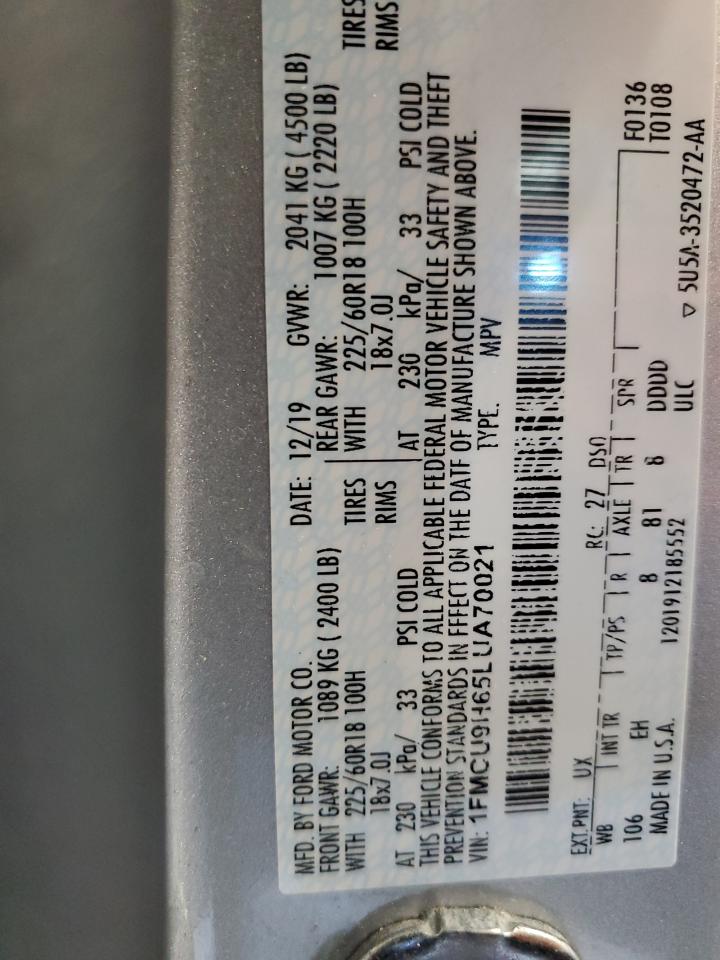 MFD. BY FORD MOTOR CO.
DATE: 12/19 GVWR: 2041 KG ( 4500 LB)
FRONT GAWR: 1089 KG ( 2400 LB)
REAR GAWR: 1007 KG ( 2220 LB)
WITH 225/60R18 100H TIRES WITH 225/60R18 100H TIRES
18x7.0J RIMS 18x7.0J RIMS
AT 230 kPa/ 33 PSI COLD AT 230 kPa/ 33 PSI COLD
THIS VEHICLE CONFORMS TO ALL APPLICABLE FEDERAL MOTOR VEHICLE SAFETY AND THEFT
PREVENTION STANDARDS IN EFFECT ON THE DATE OF MANUFACTURE SHOWN ABOVE.
VIN: 1FMCU9H65LUA70021 TYPE: MPV
EXT. PNT: UX RC: 27 DSO F0136
WB INT TR TP/PS R AXLE TR SPR T0108
106 EH 8 81 8 DDDD
MADE IN U.S.A. 1201912185552 ULC
▽ 5U5A-3520472-AA